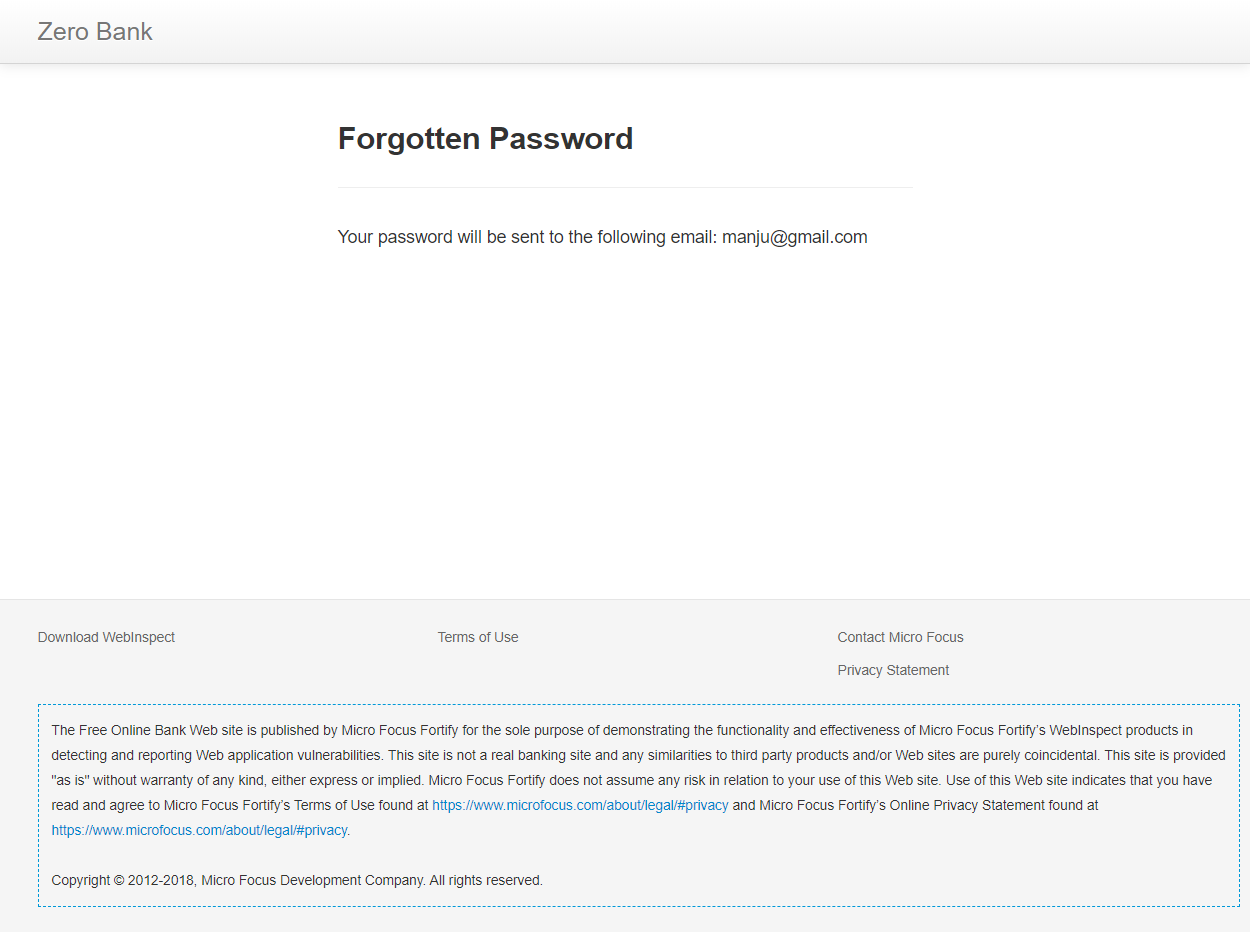 Zero Bank
Forgotten Password
Your password will be sent to the following email: manju@gmail.com
Download WebInspect
Terms of Use
Contact Micro Focus
Privacy Statement
The Free Online Bank Web site is published by Micro Focus Fortify for the sole purpose of demonstrating the functionality and effectiveness of Micro Focus Fortify’s WebInspect products in
detecting and reporting Web application vulnerabilities. This site is not a real banking site and any similarities to third party products and/or Web sites are purely coincidental. This site is provided
"as is" without warranty of any kind, either express or implied. Micro Focus Fortify does not assume any risk in relation to your use of this Web site. Use of this Web site indicates that you have
read and agree to Micro Focus Fortify’s Terms of Use found at https://www.microfocus.com/about/legal/#privacy and Micro Focus Fortify’s Online Privacy Statement found at
https://www.microfocus.com/about/legal/#privacy.
Copyright © 2012-2018, Micro Focus Development Company. All rights reserved.